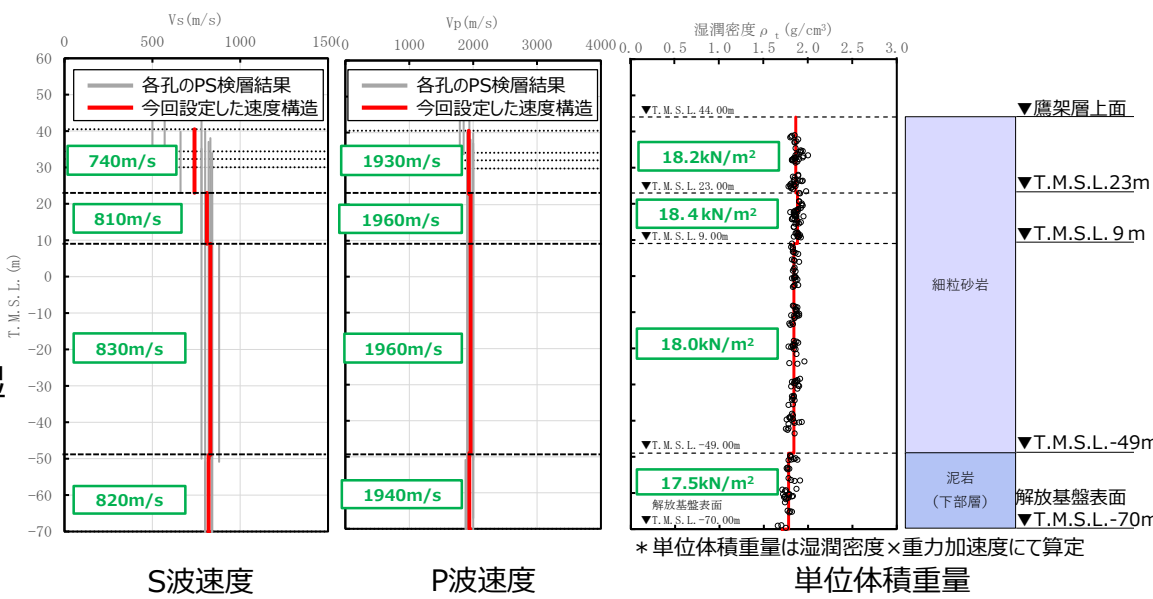 Vs(m/s)
0 500 1000 1500
各孔のPS検層結果
今回設定した速度構造
T.M.S.L.(m)
60
50
40
30
20
10
0
-10
-20
-30
-40
-50
-60
-70
740m/s
810m/s
830m/s
820m/s
S波速度
Vp(m/s)
0 1000 2000 3000 4000
各孔のPS検層結果
今回設定した速度構造
1930m/s
1960m/s
1960m/s
1940m/s
P波速度
湿潤密度 ρt(g/cm³)
0.0 0.5 1.0 1.5 2.0 2.5 3.0
▼T.M.S.L.44.00m
18.2kN/m²
▼T.M.S.L.23.00m
18.4kN/m²
▼T.M.S.L.9.00m
18.0kN/m²
▼T.M.S.L.-49.00m
17.5kN/m²
解放基盤表面
▼T.M.S.L.-70.00m
細粒砂岩
泥岩
(下部層)
▼鷹架層上面
▼T.M.S.L.23m
▼T.M.S.L.9m
▼T.M.S.L.-49m
解放基盤表面
▼T.M.S.L.-70m
＊単位体積重量は湿潤密度×重力加速度にて算定
単位体積重量